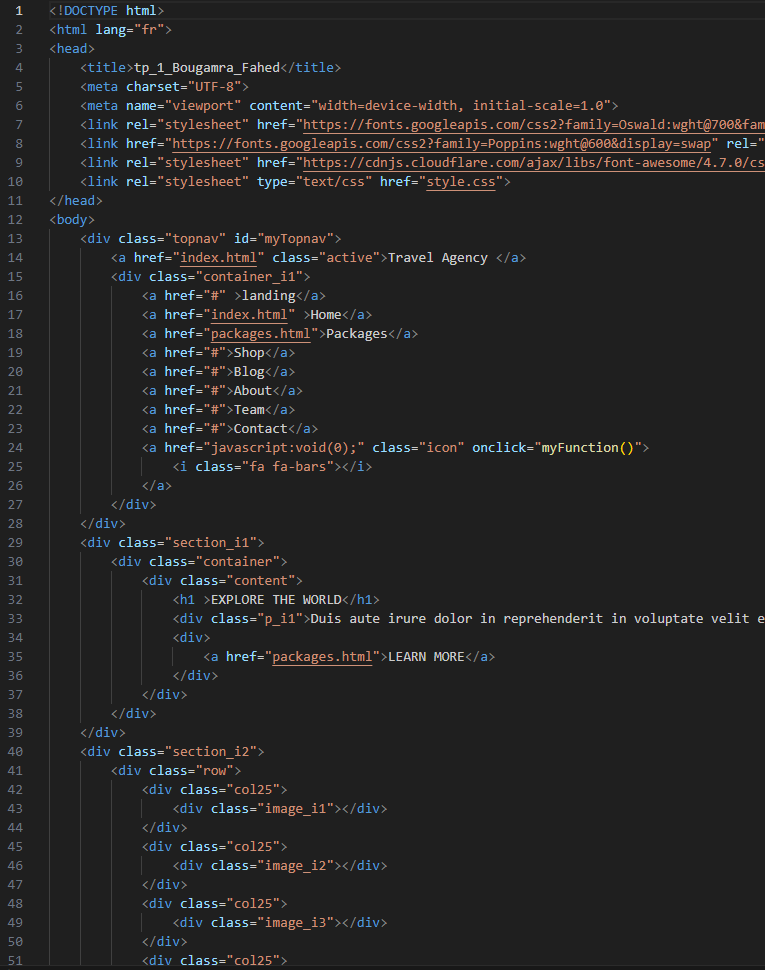 1 <!DOCTYPE html>
2 <html lang="fr">
3 <head>
4     <title>tp_1_Bougamra_Fahed</title>
5     <meta charset="UTF-8">
6     <meta name="viewport" content="width=device-width, initial-scale=1.0">
7     <link rel="stylesheet" href="https://fonts.googleapis.com/css2?family=Oswald:wght@700&fam
8     <link href="https://fonts.googleapis.com/css2?family=Poppins:wght@600&display=swap" rel="
9     <link rel="stylesheet" href="https://cdnjs.cloudflare.com/ajax/libs/font-awesome/4.7.0/cs
10     <link rel="stylesheet" type="text/css" href="style.css">
11 </head>
12 <body>
13     <div class="topnav" id="myTopnav">
14         <a href="index.html" class="active">Travel Agency </a>
15         <div class="container_i1">
16             <a href="#" >landing</a>
17             <a href="index.html" >Home</a>
18             <a href="packages.html">Packages</a>
19             <a href="#">Shop</a>
20             <a href="#">Blog</a>
21             <a href="#">About</a>
22             <a href="#">Team</a>
23             <a href="#">Contact</a>
24             <a href="javascript:void(0);" class="icon" onclick="myFunction()">
25                 <i class="fa fa-bars"></i>
26             </a>
27         </div>
28     </div>
29     <div class="section_i1">
30         <div class="container">
31             <div class="content">
32                 <h1 >EXPLORE THE WORLD</h1>
33                 <div class="p_i1">Duis aute irure dolor in reprehenderit in voluptate velit e
34                 <div>
35                     <a href="packages.html">LEARN MORE</a>
36                 </div>
37             </div>
38         </div>
39     </div>
40     <div class="section_i2">
41         <div class="row">
42             <div class="col25">
43                 <div class="image_i1"></div>
44             </div>
45             <div class="col25">
46                 <div class="image_i2"></div>
47             </div>
48             <div class="col25">
49                 <div class="image_i3"></div>
50             </div>
51             <div class="col25">